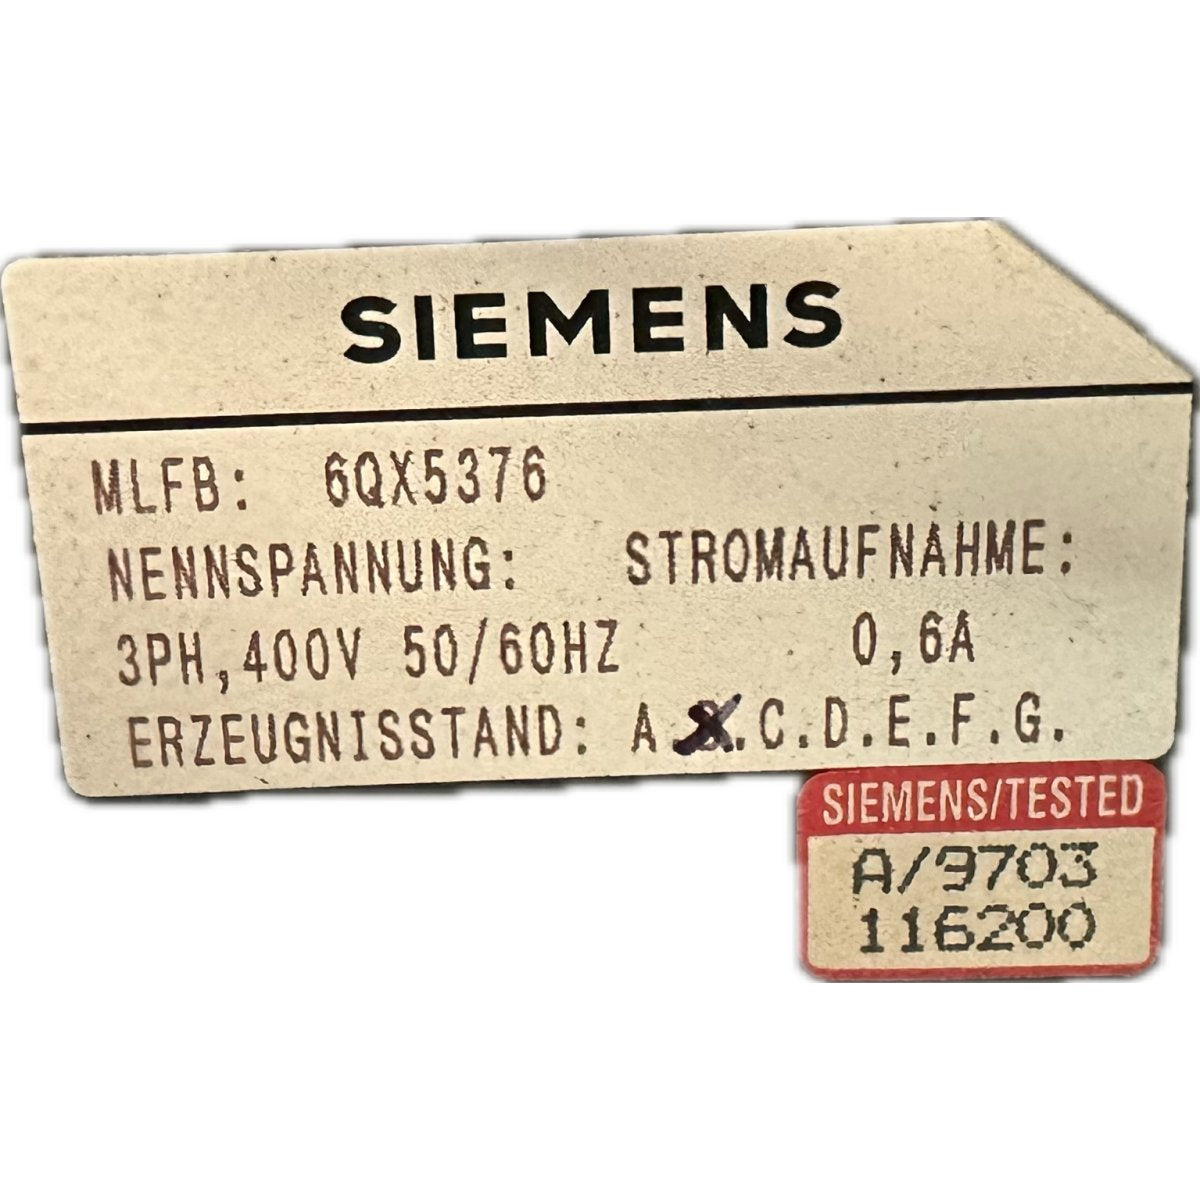 SIEMENS
MLFB: 6QX5376
NENNSPANNUNG: STROMAUFNAHME:
3PH,400V 50/60HZ 0,6A
ERZEUGNISSTAND: A.B.C.D.E.F.G.
SIEMENS/TESTED
A/9703
116200